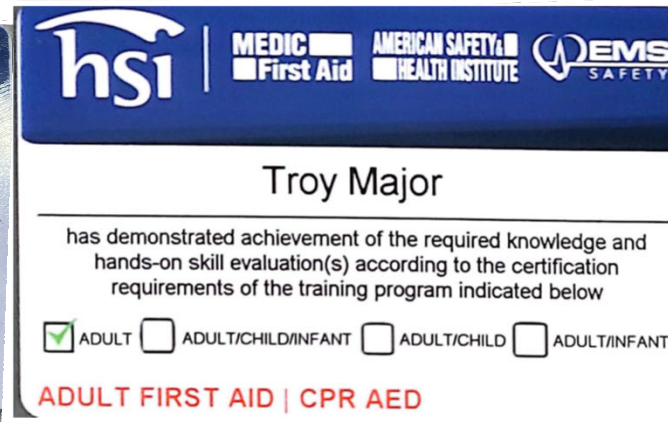 hsi
MEDIC First Aid
AMERICAN SAFETY & HEALTH INSTITUTE
EMS SAFETY
Troy Major
has demonstrated achievement of the required knowledge and
hands-on skill evaluation(s) according to the certification
requirements of the training program indicated below
ADULT ADULT/CHILD/INFANT ADULT/CHILD ADULT/INFANT
ADULT FIRST AID | CPR AED